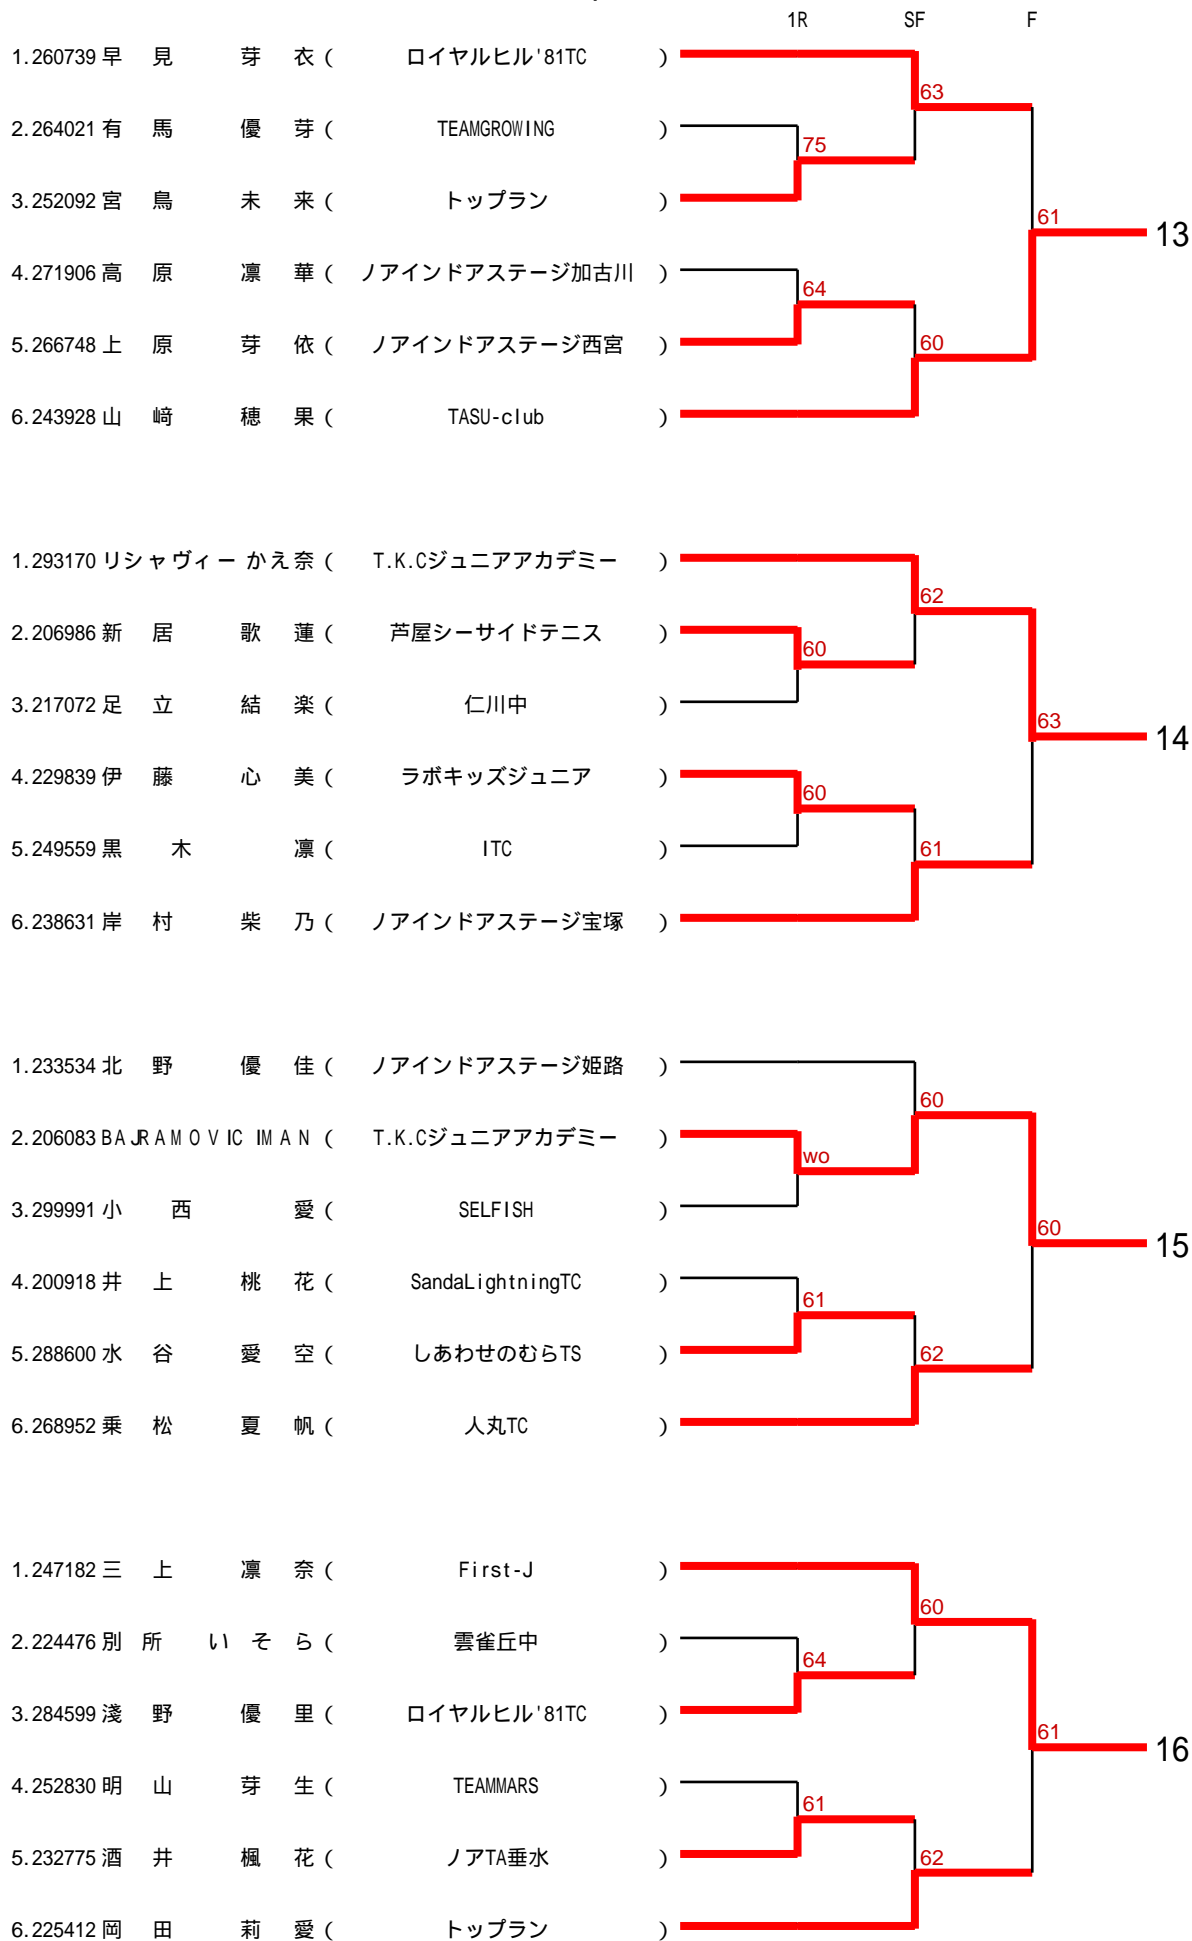 1R SF F
1.260739 早見 芽衣 ( ロイヤルヒル'81TC )
63
2.264021 有馬 優芽 ( TEAMGROWING )
75
3.252092 宮鳥 未来 ( トップラン )
61 13
4.271906 高原 凛華 ( ノアインドアステージ加古川 )
64
5.266748 上原 芽依 ( ノアインドアステージ西宮 )
60
6.243928 山﨑 穂果 ( TASU-club )
1.293170 リシャヴィーかえ奈 ( T.K.Cジュニアアカデミー )
62
2.206986 新居 歌蓮 ( 芦屋シーサイドテニス )
60
3.217072 足立 結楽 ( 仁川中 )
63 14
4.229839 伊藤 心美 ( ラボキッズジュニア )
60
5.249559 黒木 凛 ( ITC )
61
6.238631 岸村 柴乃 ( ノアインドアステージ宝塚 )
1.233534 北野 優佳 ( ノアインドアステージ姫路 )
60
2.206083 BAJRAMOVIC IMAN ( T.K.Cジュニアアカデミー )
wo
3.299991 小西 愛 ( SELFISH )
60 15
4.200918 井上 桃花 ( SandaLightningTC )
61
5.288600 水谷 愛空 ( しあわせのむらTS )
62
6.268952 乗松 夏帆 ( 人丸TC )
1.247182 三上 凛奈 ( First-J )
60
2.224476 別所 いそら ( 雲雀丘中 )
64
3.284599 淺野 優里 ( ロイヤルヒル'81TC )
61 16
4.252830 明山 芽生 ( TEAMMARS )
61
5.232775 酒井 楓花 ( ノアTA垂水 )
62
6.225412 岡田 莉愛 ( トップラン )